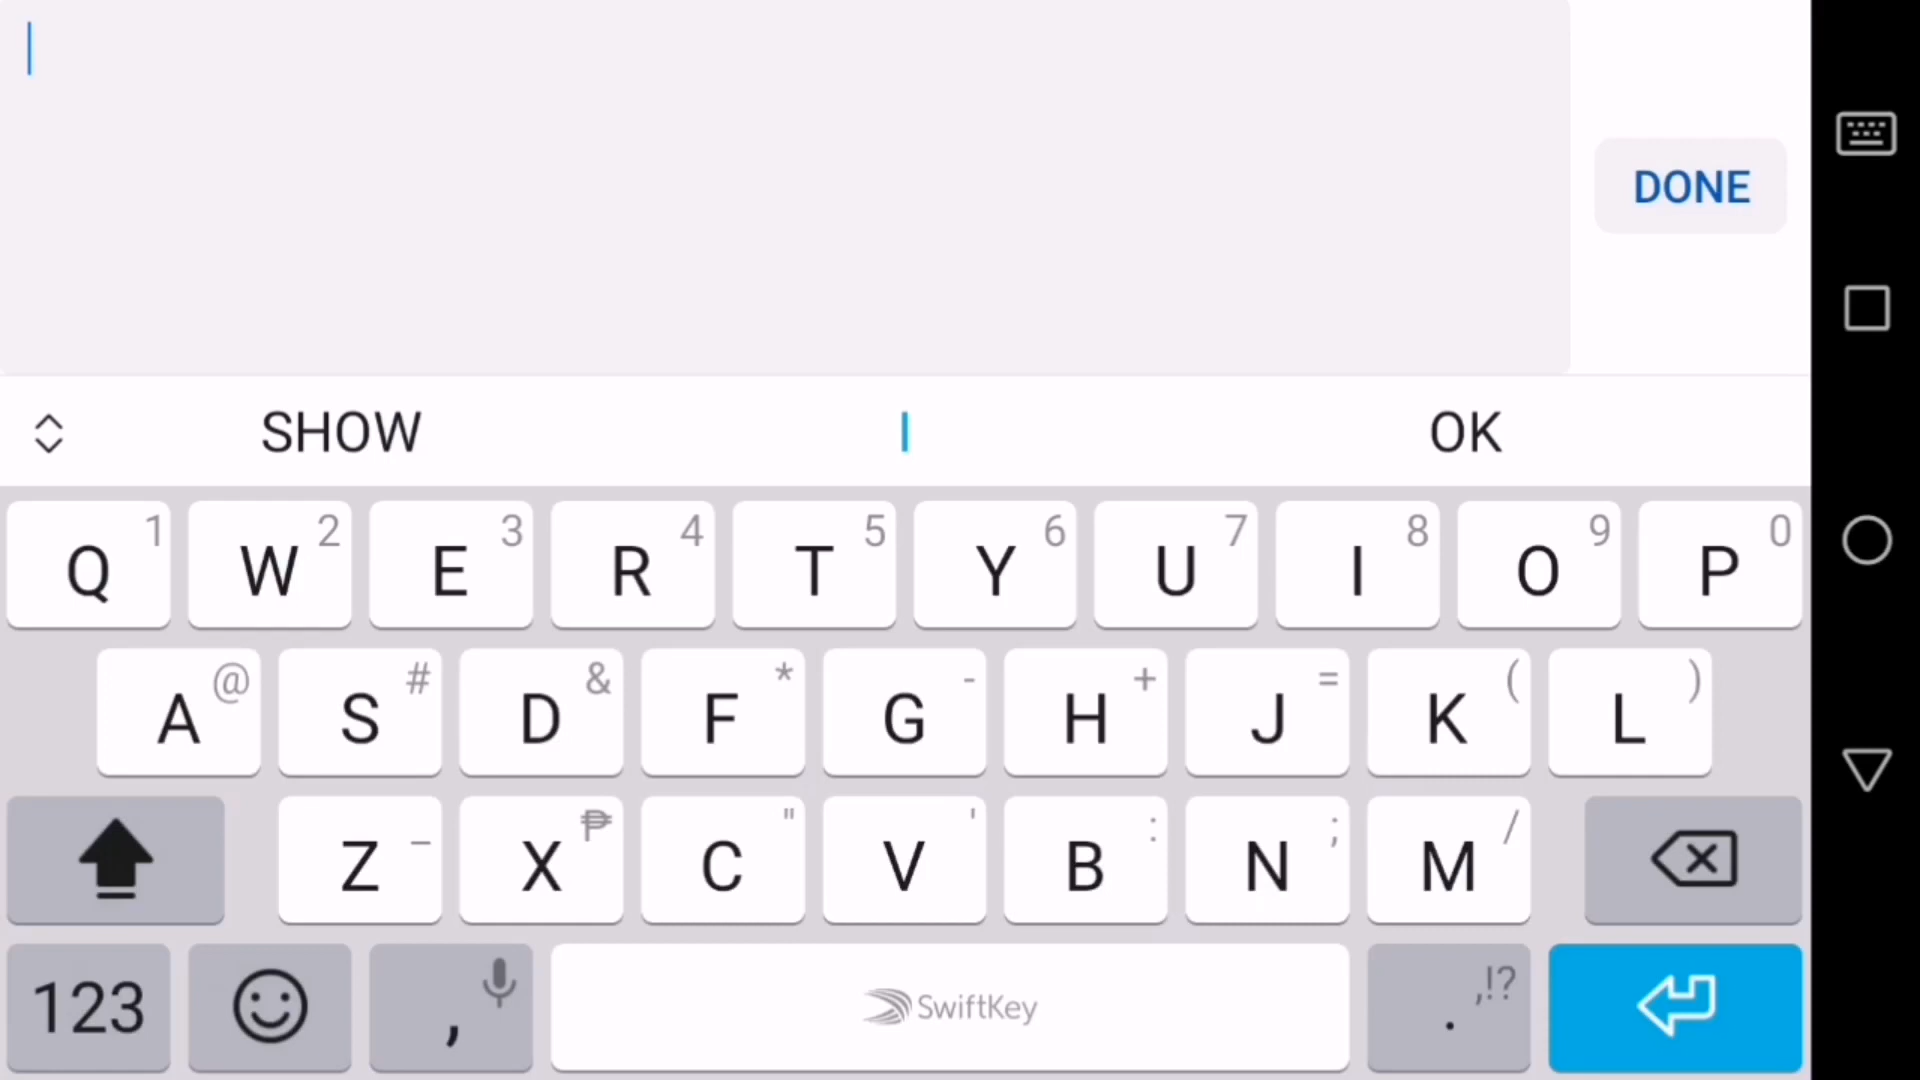 DONE
SHOW | OK
Q 1 W 2 E 3 R 4 T 5 Y 6 U 7 I 8 O 9 P 0
A @ S # D & F * G - H + J = K ( L )
Z _ X ₱ C " V ' B : N ; M /
123 , SwiftKey . ,!?